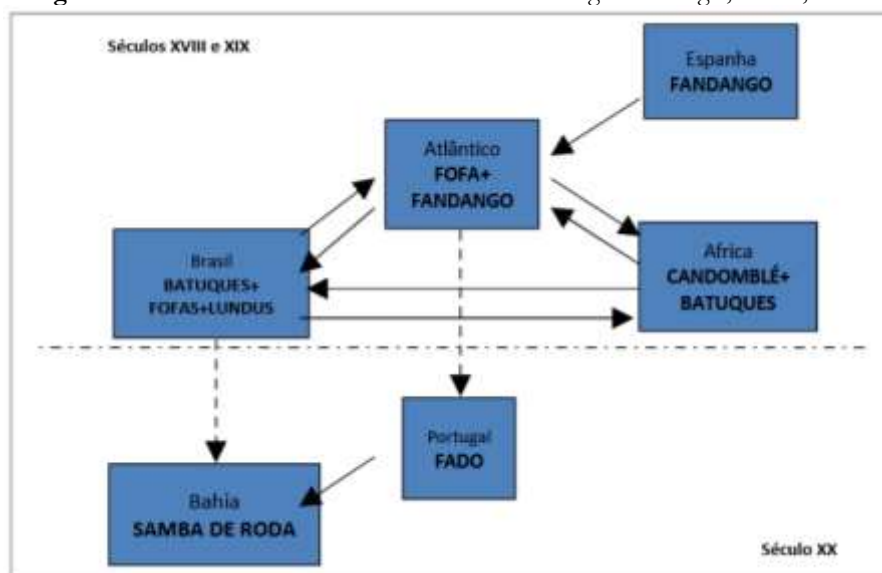 Séculos XVIII e XIX
Espanha
FANDANGO
Atlântico
FOFA+
FANDANGO
Brasil
BATUQUES+
FOFAS+LUNDUS
Africa
CANDOMBLÉ+
BATUQUES
Portugal
FADO
Bahia
SAMBA DE RODA
Século XX